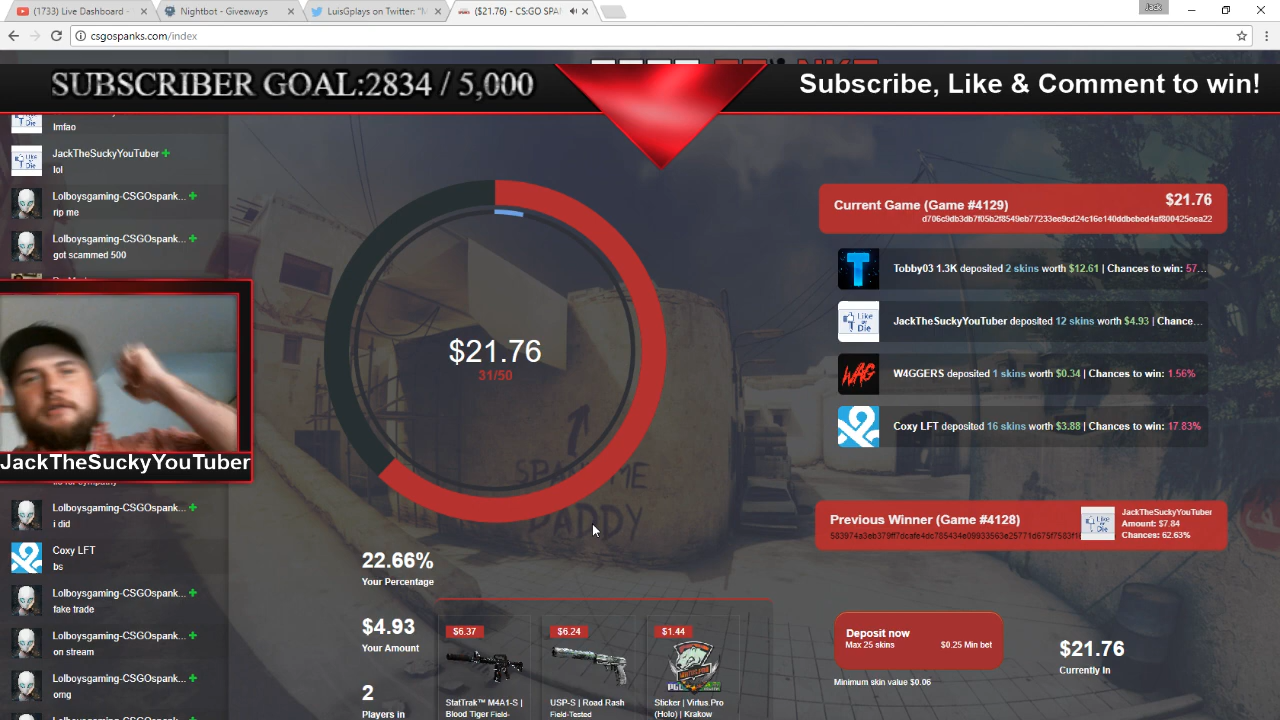 (1733) Live Dashboard -
Nightbot - Giveaways
LuisGplays on Twitter: "M
($21.76) - CS:GO SPAN
Jack
csgospanks.com/index
SUBSCRIBER GOAL:2834 / 5,000
Subscribe, Like & Comment to win!
lmfao
JackTheSuckyYouTuber
lol
Lolboysgaming-CSGOspank...
rip me
Lolboysgaming-CSGOspank...
got scammed 500
JackTheSuckyYouTuber
Lolboysgaming-CSGOspank...
i did
Coxy LFT
bs
Lolboysgaming-CSGOspank...
fake trade
Lolboysgaming-CSGOspank...
on stream
Lolboysgaming-CSGOspank...
omg
$21.76
31/50
SPANK ME
DADDY
22.66%
Your Percentage
$4.93
Your Amount
2
Players in
$6.37
StatTrak™ M4A1-S |
Blood Tiger Field-
$6.24
USP-S | Road Rash
Field-Tested
$1.44
Sticker | Virtus.Pro
(Holo) | Krakow
Current Game (Game #4129)
$21.76
d706c9db3db7f05b2f8549eb77233ee9cd24c16e140ddbebed4af800425eea22
Tobby03 1.3K deposited 2 skins worth $12.61 | Chances to win: 57...
Like or Die
JackTheSuckyYouTuber deposited 12 skins worth $4.93 | Chance...
WAG
W4GGERS deposited 1 skins worth $0.34 | Chances to win: 1.56%
Coxy LFT deposited 16 skins worth $3.88 | Chances to win: 17.83%
Previous Winner (Game #4128)
JackTheSuckyYouTuber
Amount: $7.84
Chances: 62.63%
Deposit now
Max 25 skins
$0.25 Min bet
Minimum skin value $0.06
$21.76
Currently In